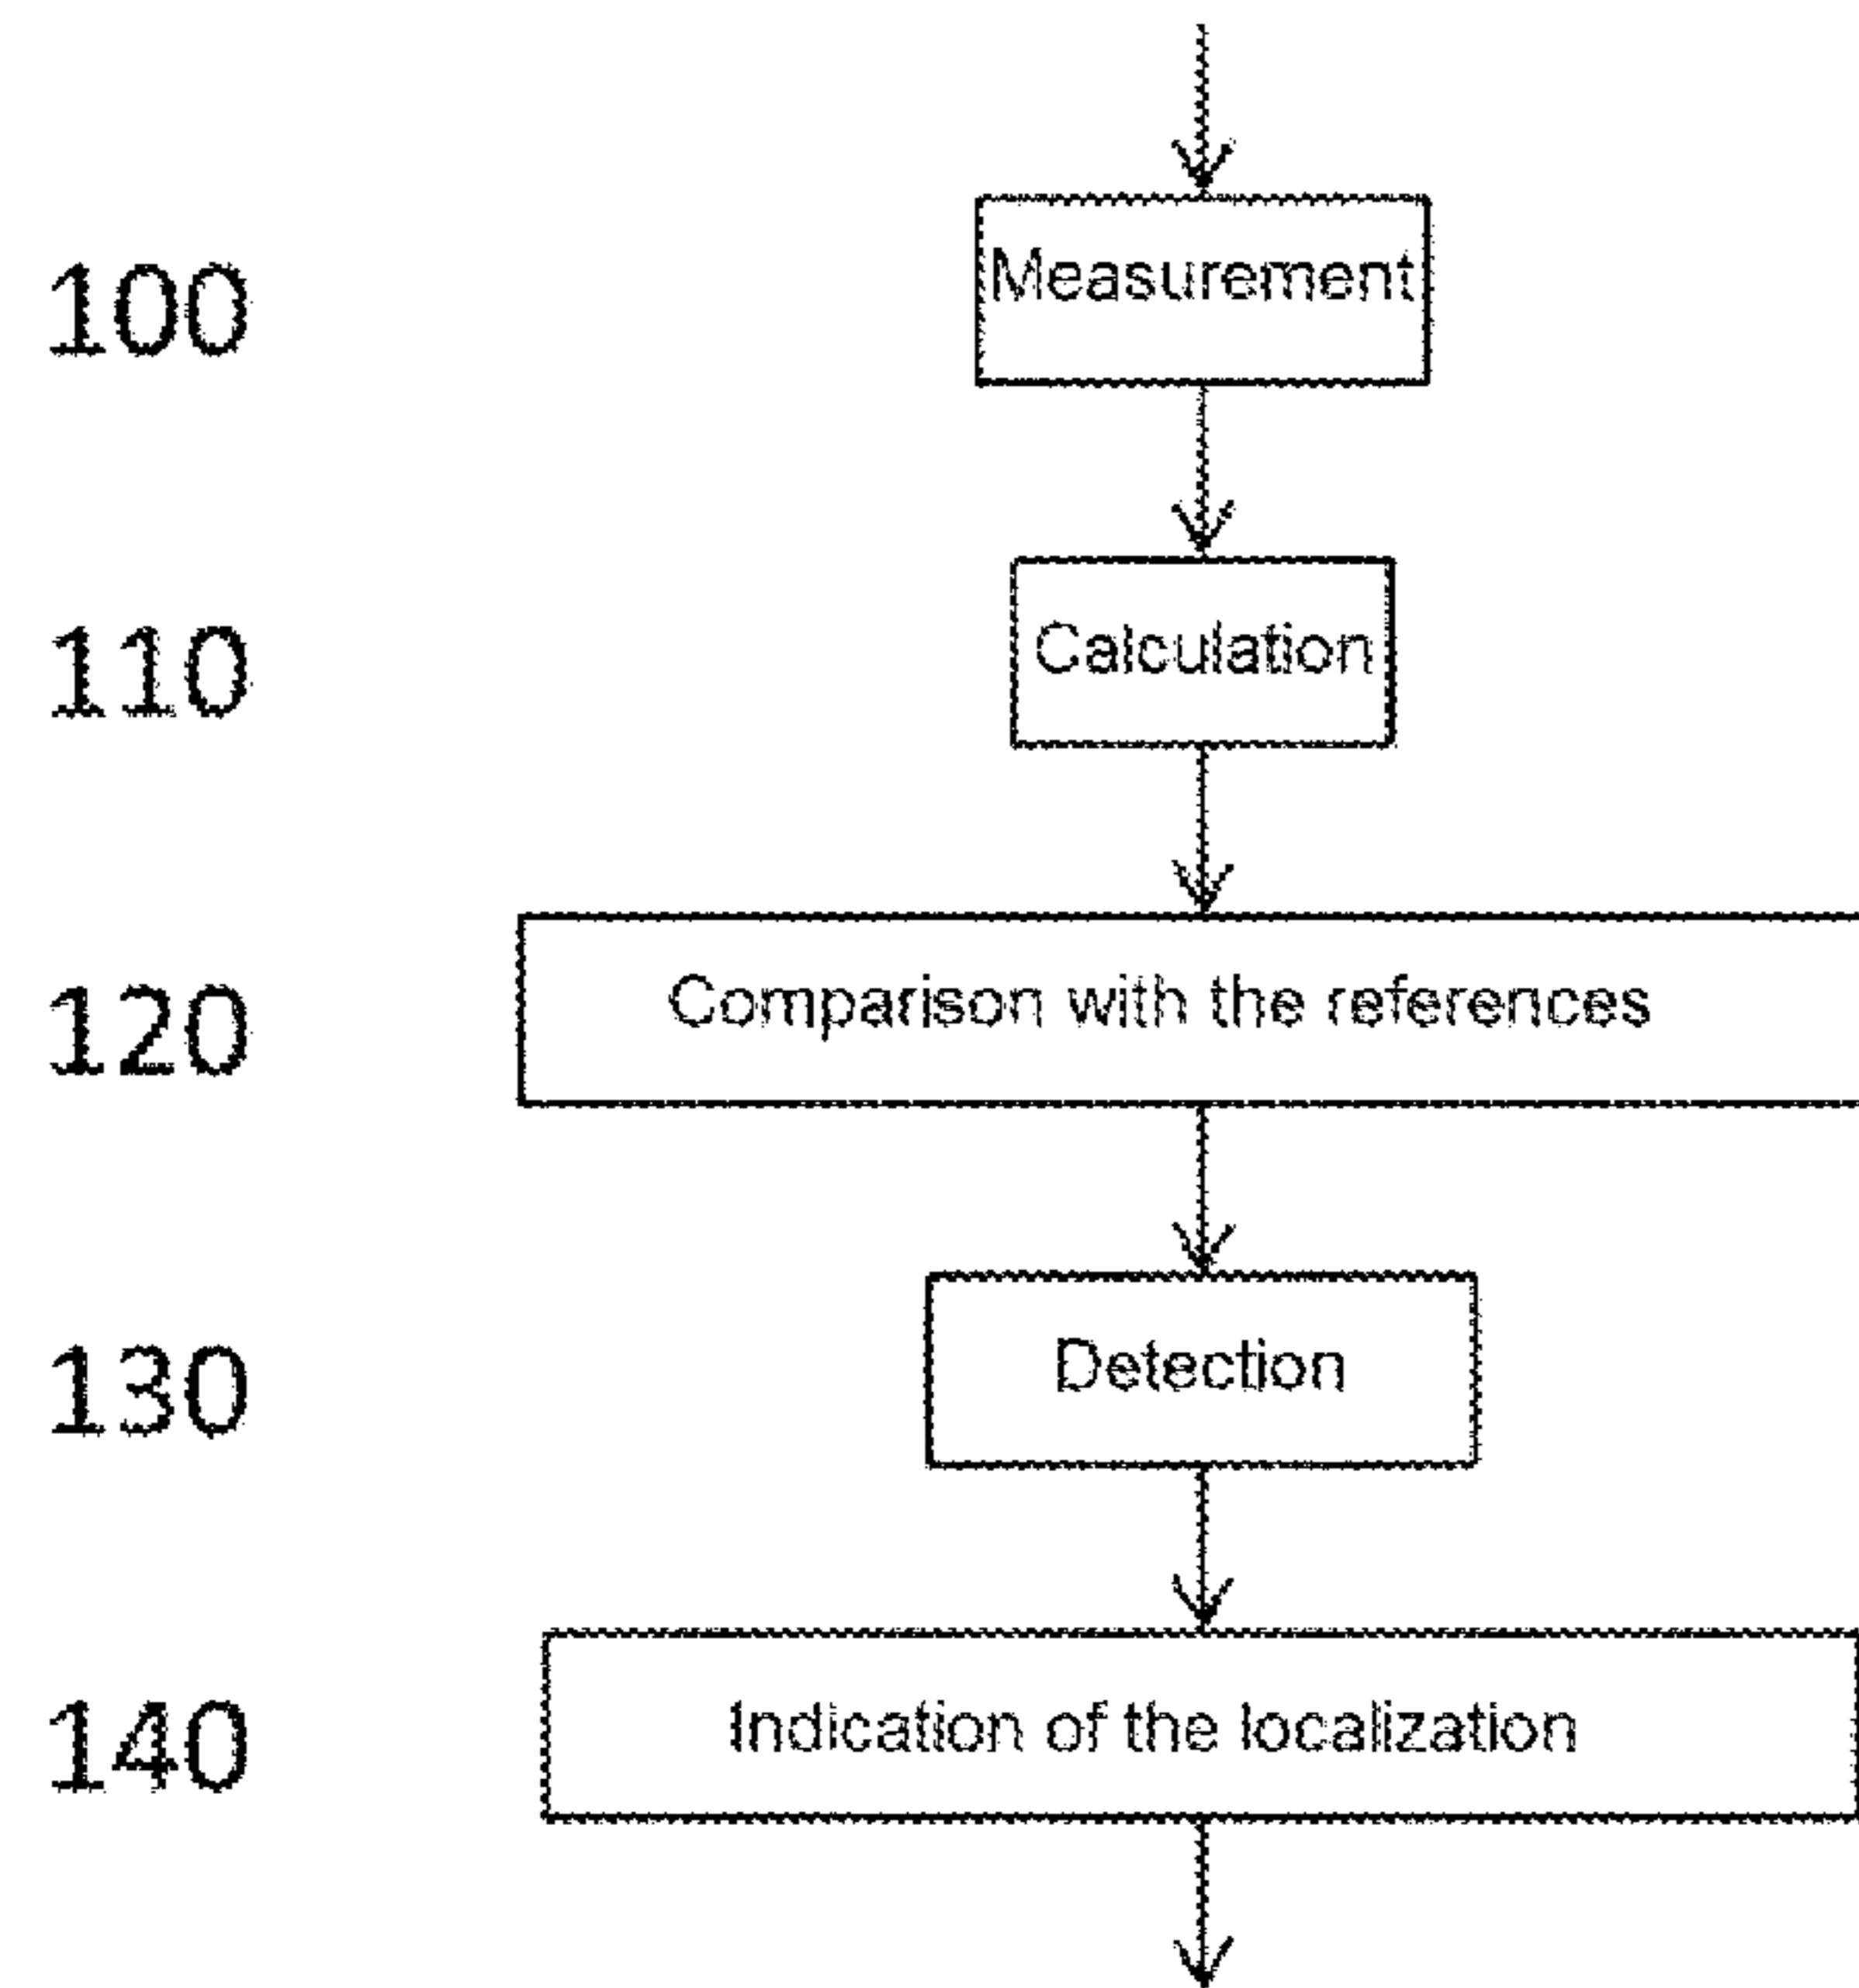 100 Measurement
110 Calculation
120 Comparison with the references
130 Detection
140 Indication of the localization